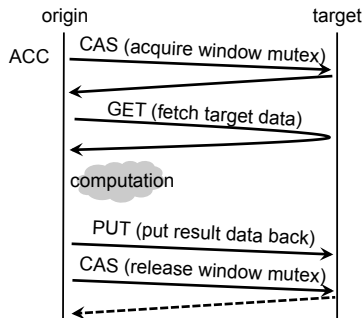 origin target
ACC CAS (acquire window mutex)
GET (fetch target data)
computation
PUT (put result data back)
CAS (release window mutex)